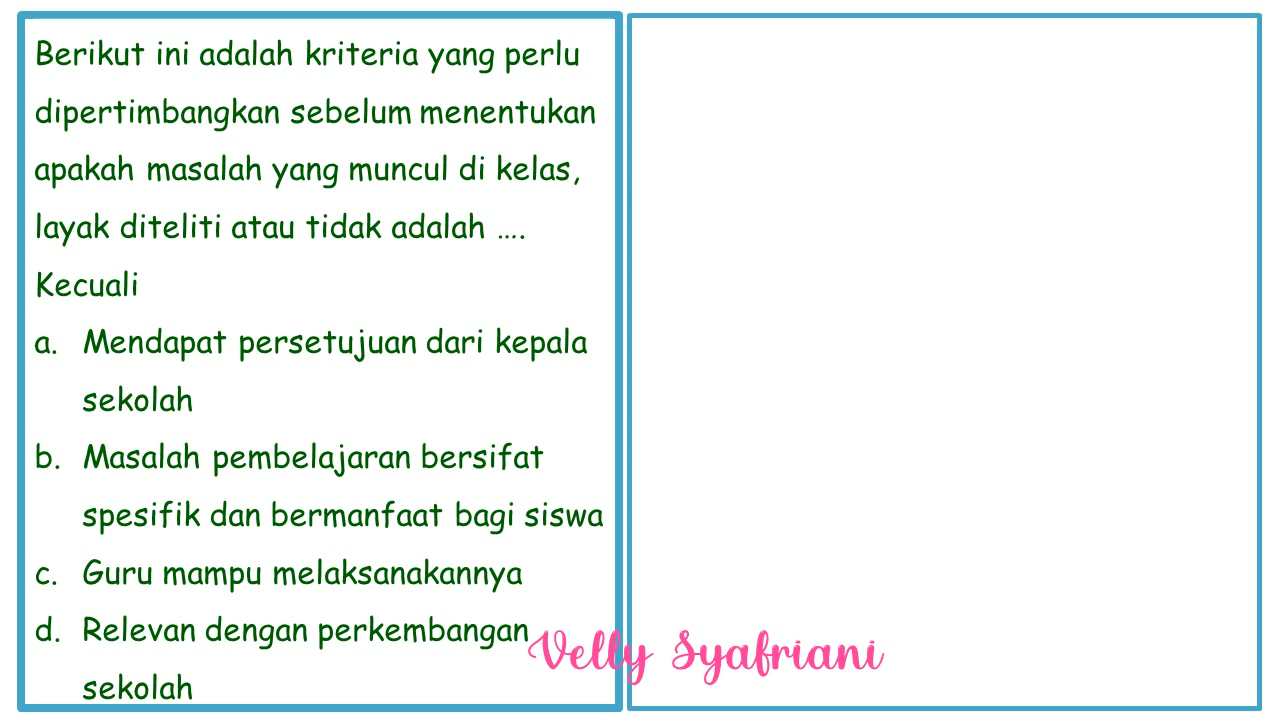 Berikut ini adalah kriteria yang perlu
dipertimbangkan sebelum menentukan
apakah masalah yang muncul di kelas,
layak diteliti atau tidak adalah ....
Kecuali
a. Mendapat persetujuan dari kepala
sekolah
b. Masalah pembelajaran bersifat
spesifik dan bermanfaat bagi siswa
c. Guru mampu melaksanakannya
d. Relevan dengan perkembangan
sekolah
Velly Syafriani